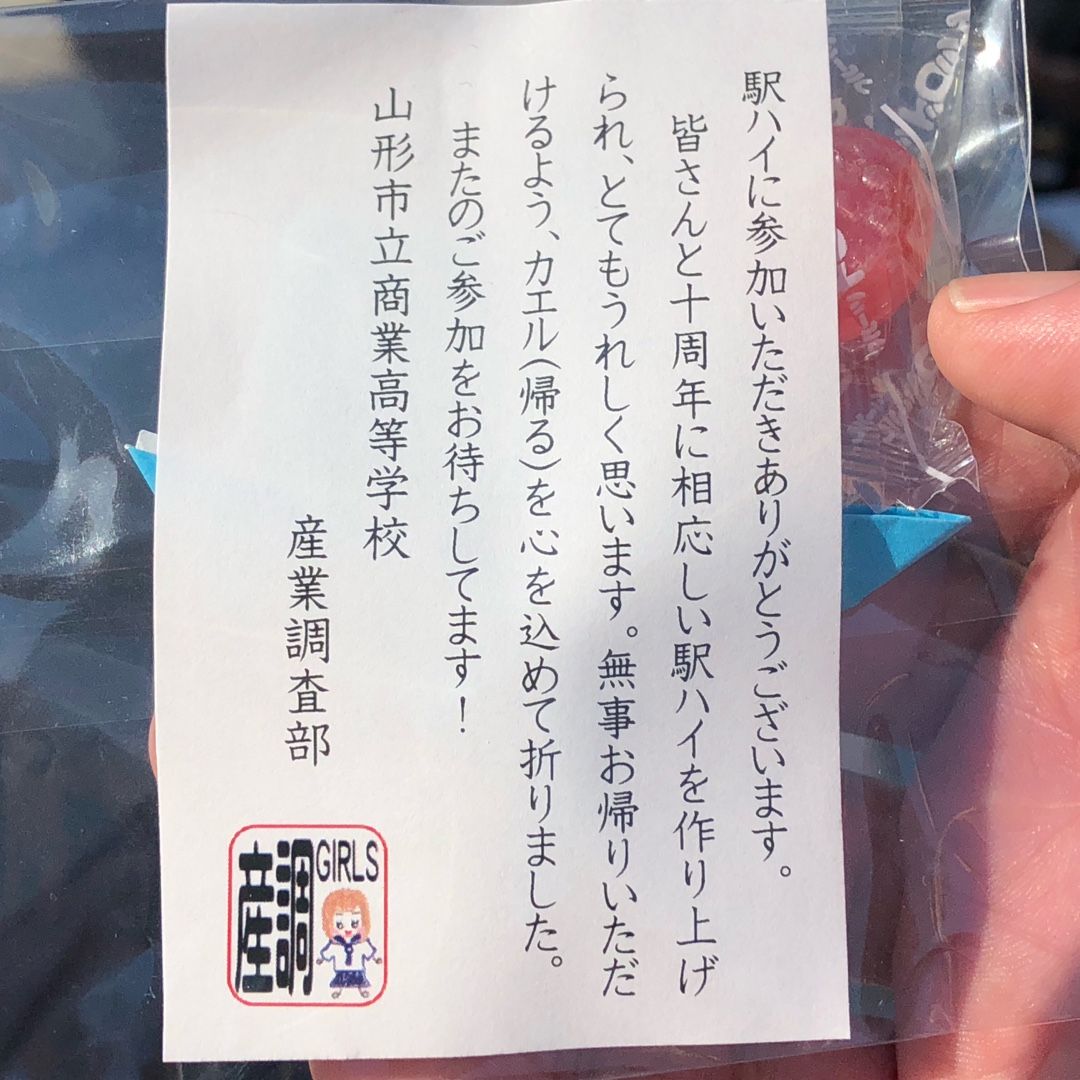 駅ハイに参加いただきありがとうございます。
皆さんと十周年に相応しい駅ハイを作り上げ
られ、とてもうれしく思います。無事お帰りいただ
けるよう、カエル(帰る)を心を込めて折りました。
またのご参加をお待ちしてます!
山形市立商業高等学校
産業調査部
GIRLS
産調